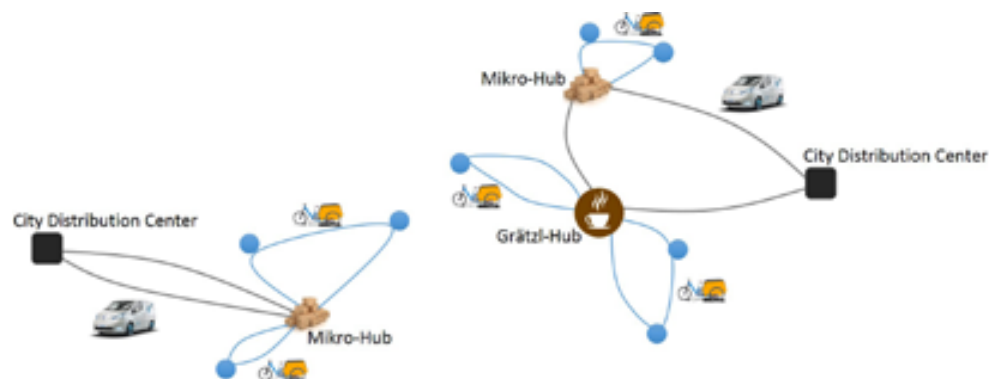 City Distribution Center
Mikro-Hub
Mikro-Hub
City Distribution Center
Grätzl-Hub